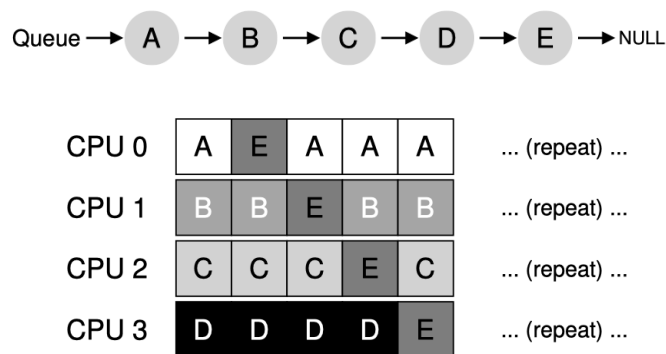 Queue A B C D E NULL
CPU 0 A E A A A ... (repeat) ...
CPU 1 B B E B B ... (repeat) ...
CPU 2 C C C E C ... (repeat) ...
CPU 3 D D D D E ... (repeat) ...